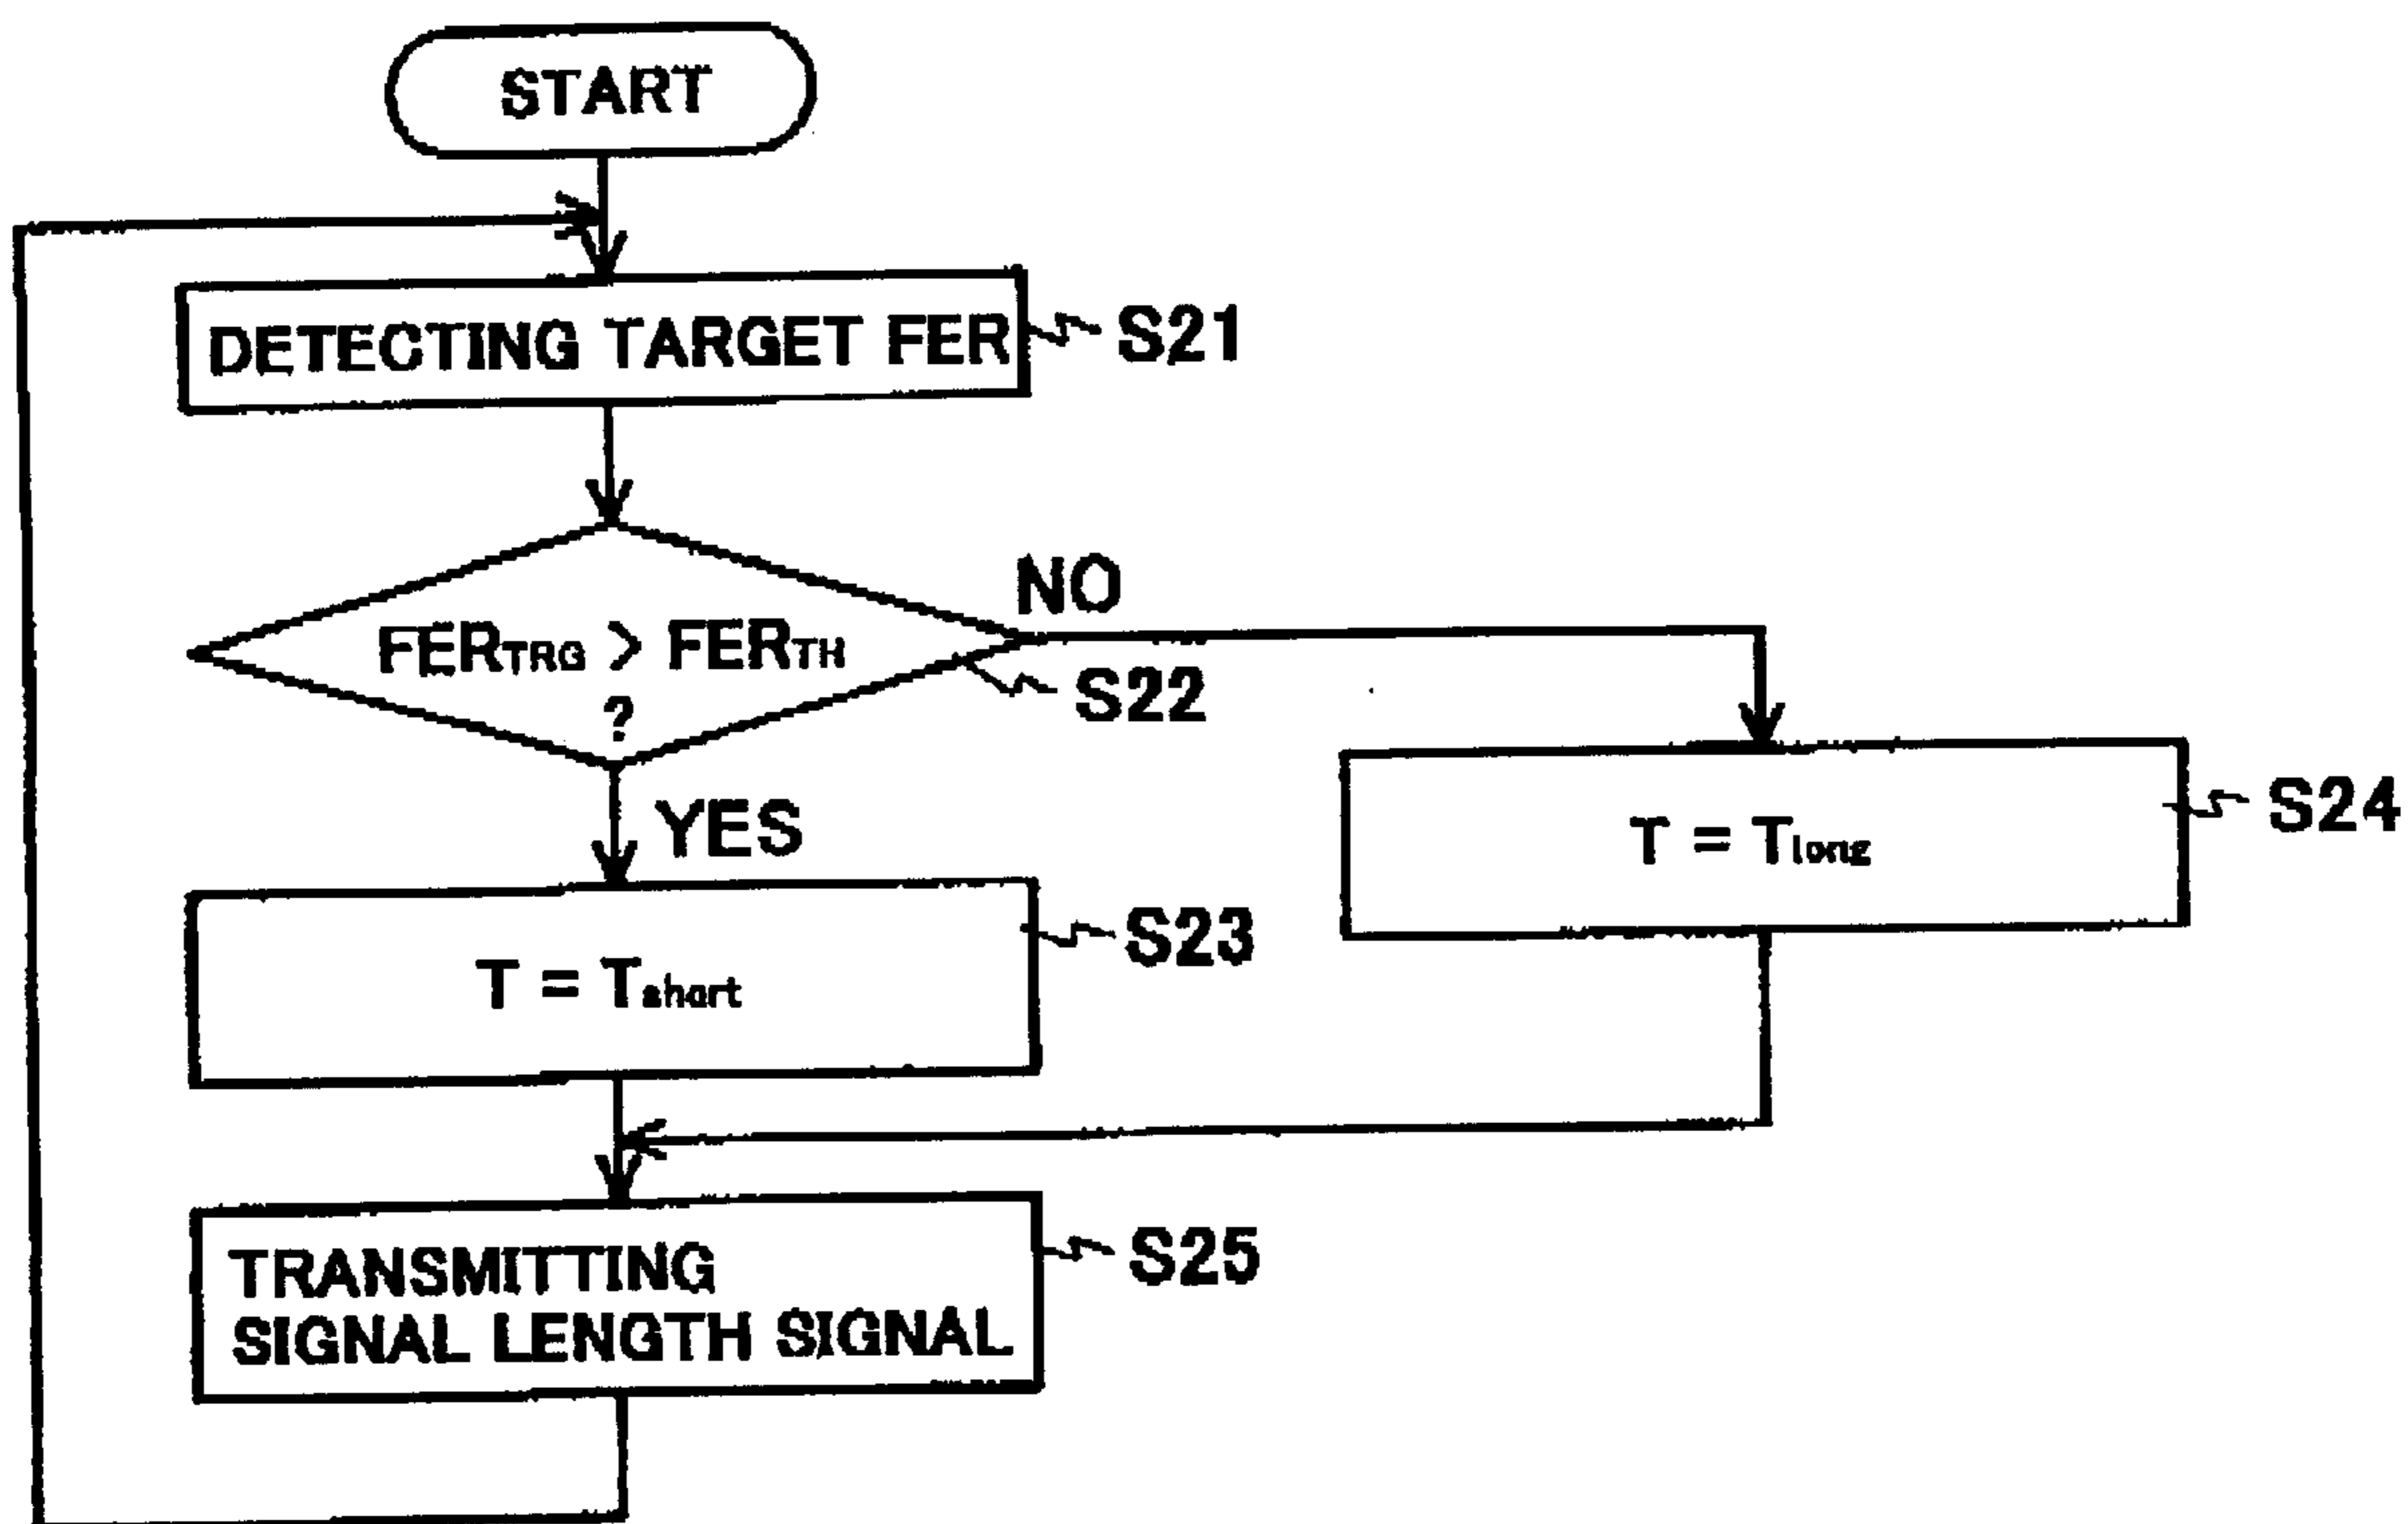 START
DETECTING TARGET FER
S21
NO
FERTRG > FERTH
?
S22
YES
T = Tlong
S24
T = Tshort
S23
TRANSMITTING
SIGNAL LENGTH SIGNAL
S25